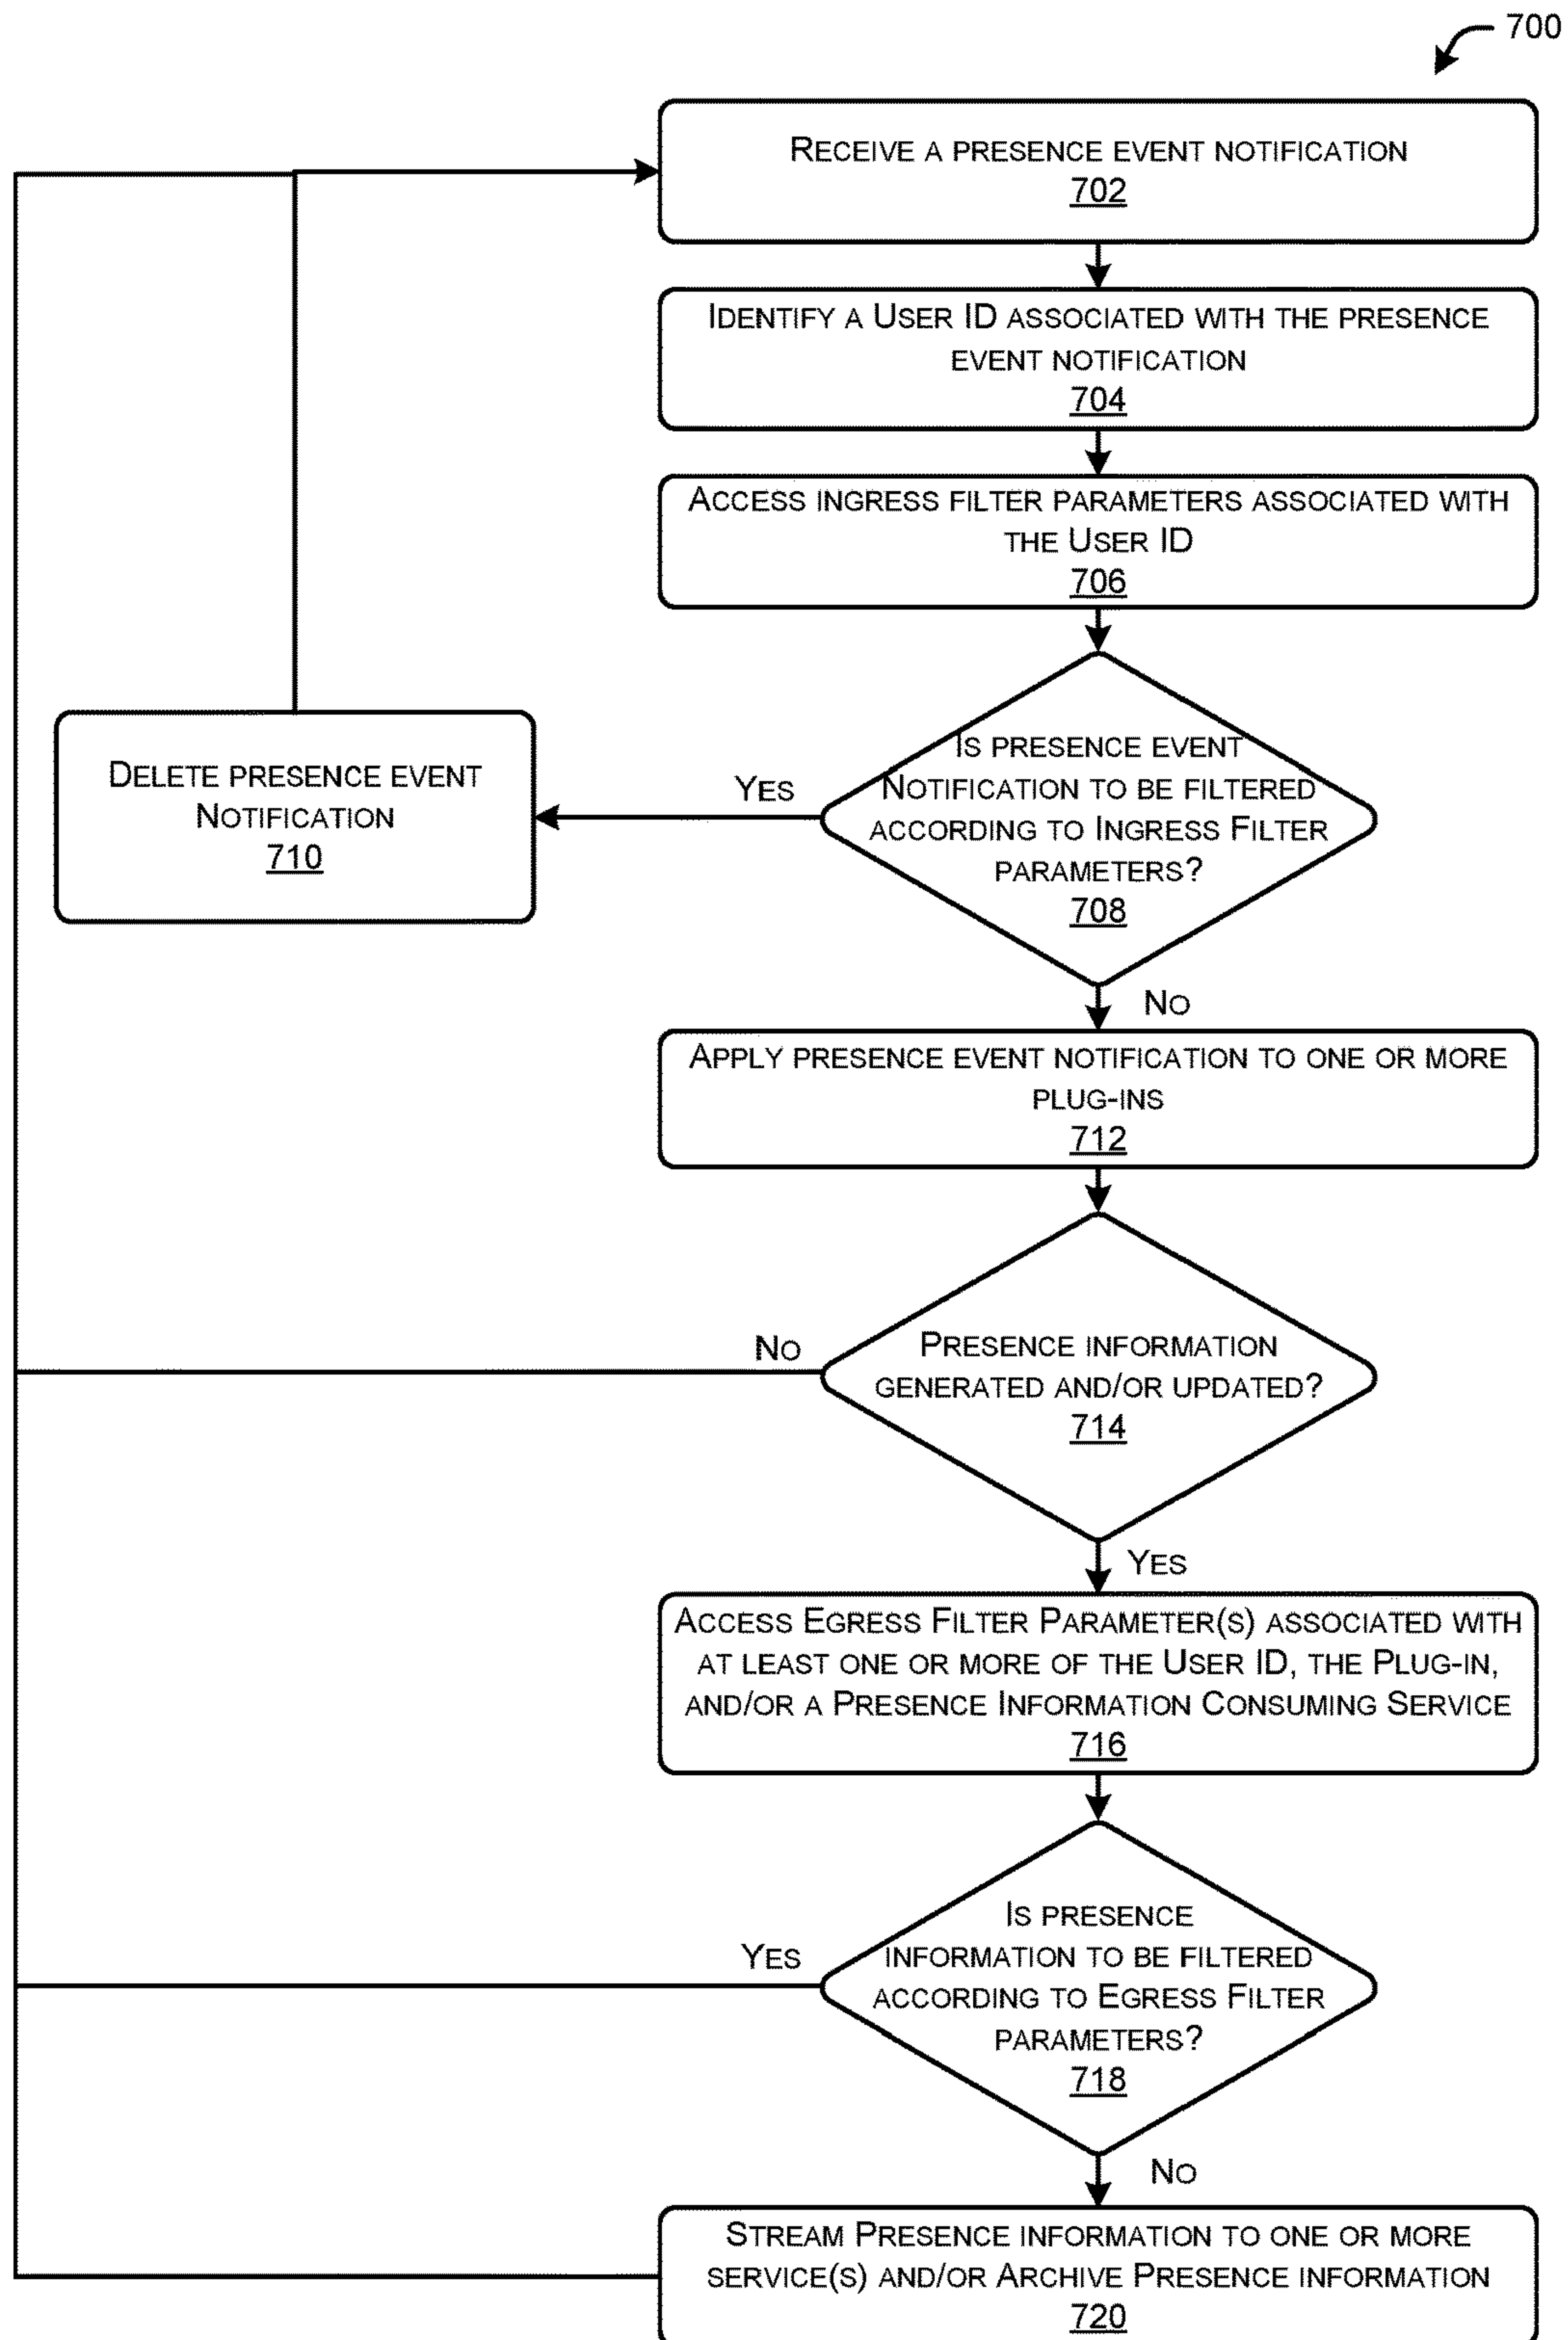 700
RECEIVE A PRESENCE EVENT NOTIFICATION
702
IDENTIFY A USER ID ASSOCIATED WITH THE PRESENCE
EVENT NOTIFICATION
704
ACCESS INGRESS FILTER PARAMETERS ASSOCIATED WITH
THE USER ID
706
IS PRESENCE EVENT
NOTIFICATION TO BE FILTERED
ACCORDING TO INGRESS FILTER
PARAMETERS?
708
YES
DELETE PRESENCE EVENT
NOTIFICATION
710
NO
APPLY PRESENCE EVENT NOTIFICATION TO ONE OR MORE
PLUG-INS
712
NO
PRESENCE INFORMATION
GENERATED AND/OR UPDATED?
714
YES
ACCESS EGRESS FILTER PARAMETER(S) ASSOCIATED WITH
AT LEAST ONE OR MORE OF THE USER ID, THE PLUG-IN,
AND/OR A PRESENCE INFORMATION CONSUMING SERVICE
716
YES
IS PRESENCE
INFORMATION TO BE FILTERED
ACCORDING TO EGRESS FILTER
PARAMETERS?
718
NO
STREAM PRESENCE INFORMATION TO ONE OR MORE
SERVICE(S) AND/OR ARCHIVE PRESENCE INFORMATION
720